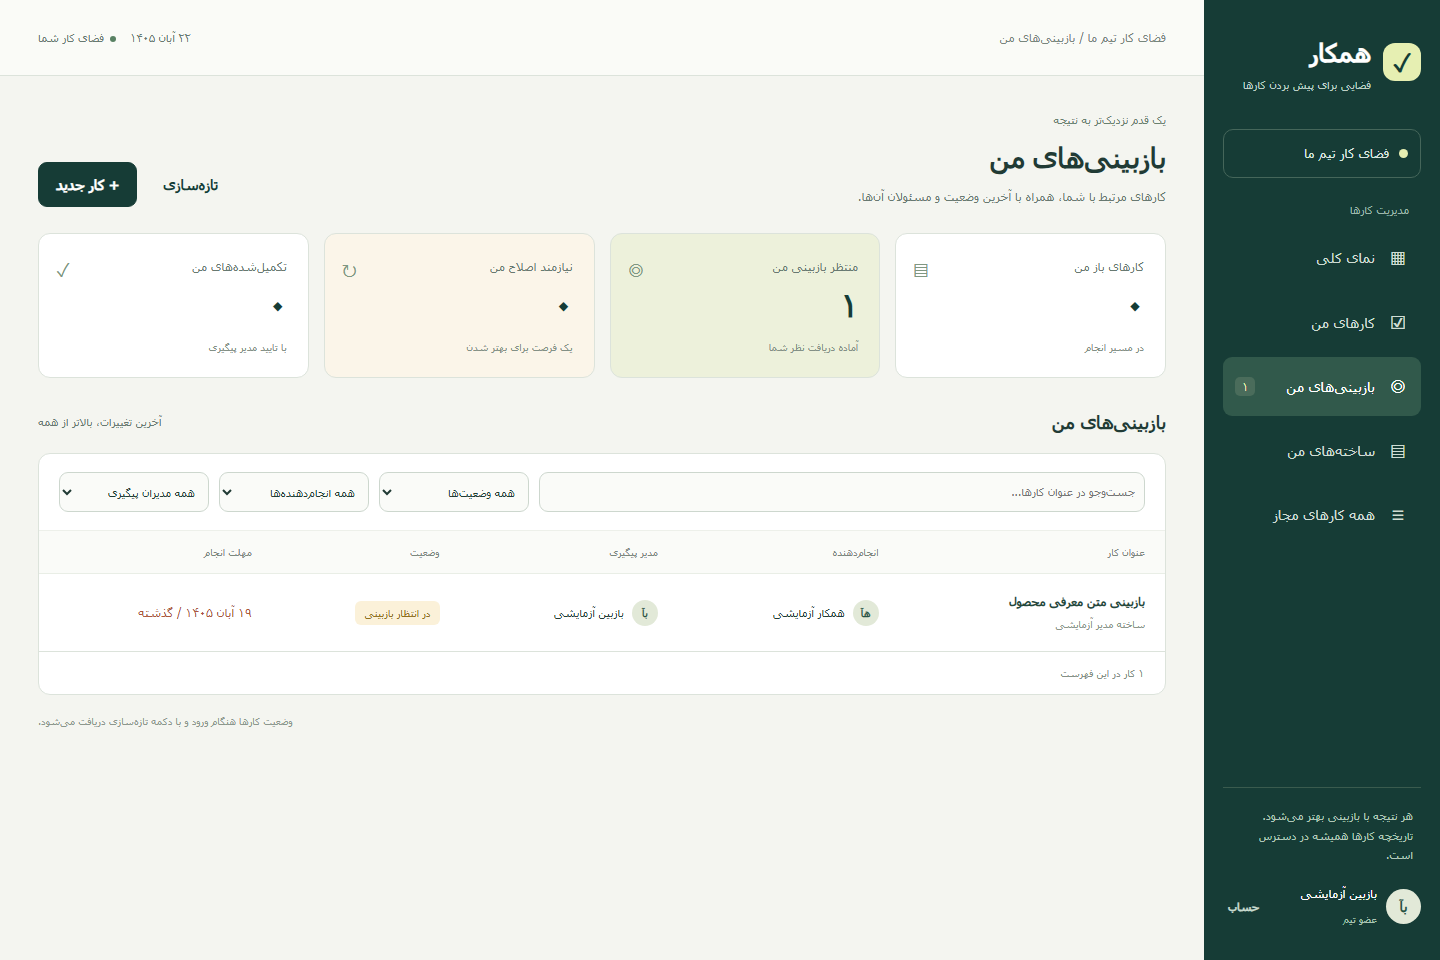 همکار
فضایی برای پیش بردن کارها
فضای کار تیم ما
مدیریت کارها
نمای کلی
کارهای من
بازبینی‌های من ۱
ساخته‌های من
همه کارهای مجاز
هر نتیجه با بازبینی بهتر می‌شود.
تاریخچه کارها همیشه در دسترس
است.
بآ
بازبین آزمایشی
عضو تیم
حساب
فضای کار تیم ما / بازبینی‌های من
۲۲ آبان ۱۴۰۵
فضای کار شما
یک قدم نزدیک‌تر به نتیجه
بازبینی‌های من
کارهای مرتبط با شما، همراه با آخرین وضعیت و مسئولان آن‌ها.
تازه‌سازی
+ کار جدید
کارهای باز من
۰
در مسیر انجام
منتظر بازبینی من
۱
آماده دریافت نظر شما
نیازمند اصلاح من
۰
یک فرصت برای بهتر شدن
تکمیل‌شده‌های من
۰
با تایید مدیر پیگیری
بازبینی‌های من
آخرین تغییرات، بالاتر از همه
جست‌وجو در عنوان کارها...
همه وضعیت‌ها
همه انجام‌دهنده‌ها
همه مدیران پیگیری
عنوان کار انجام‌دهنده مدیر پیگیری وضعیت مهلت انجام
بازبینی متن معرفی محصول
ساخته مدیر آزمایشی
هآ همکار آزمایشی
بآ بازبین آزمایشی
در انتظار بازبینی
۱۹ آبان ۱۴۰۵ / گذشته
۱ کار در این فهرست
وضعیت کارها هنگام ورود و با دکمه تازه‌سازی دریافت می‌شود.